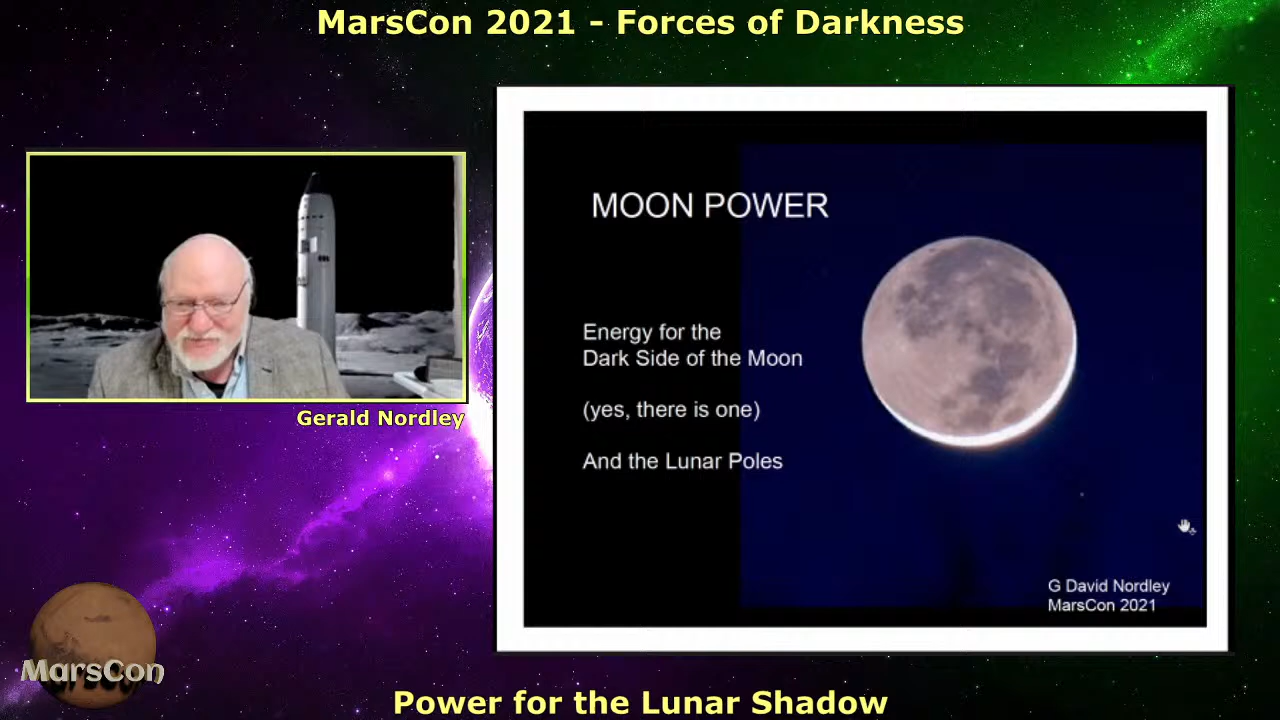 MarsCon 2021 - Forces of Darkness
MOON POWER
Energy for the
Dark Side of the Moon
(yes, there is one)
And the Lunar Poles
G David Nordley
MarsCon 2021
Gerald Nordley
MarsCon
Power for the Lunar Shadow